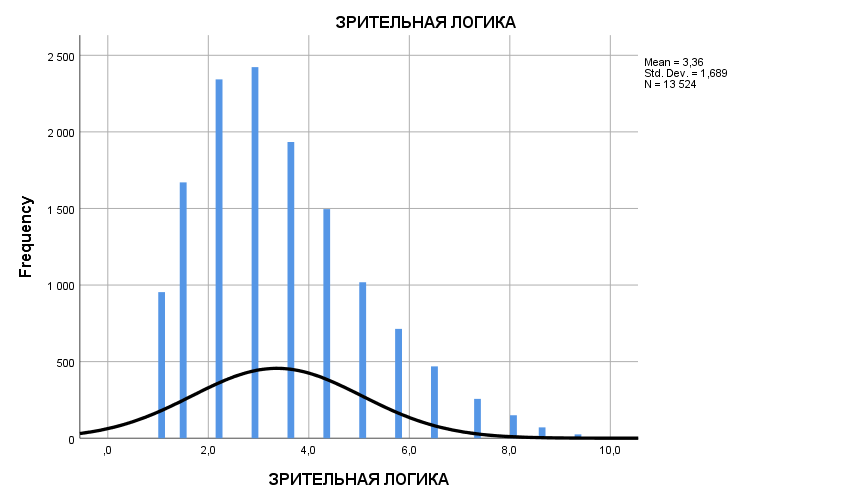 ЗРИТЕЛЬНАЯ ЛОГИКА
Mean = 3,36
Std. Dev. = 1,689
N = 13 524
Frequency
2 500
2 000
1 500
1 000
500
0
,0
2,0
4,0
6,0
8,0
10,0
ЗРИТЕЛЬНАЯ ЛОГИКА